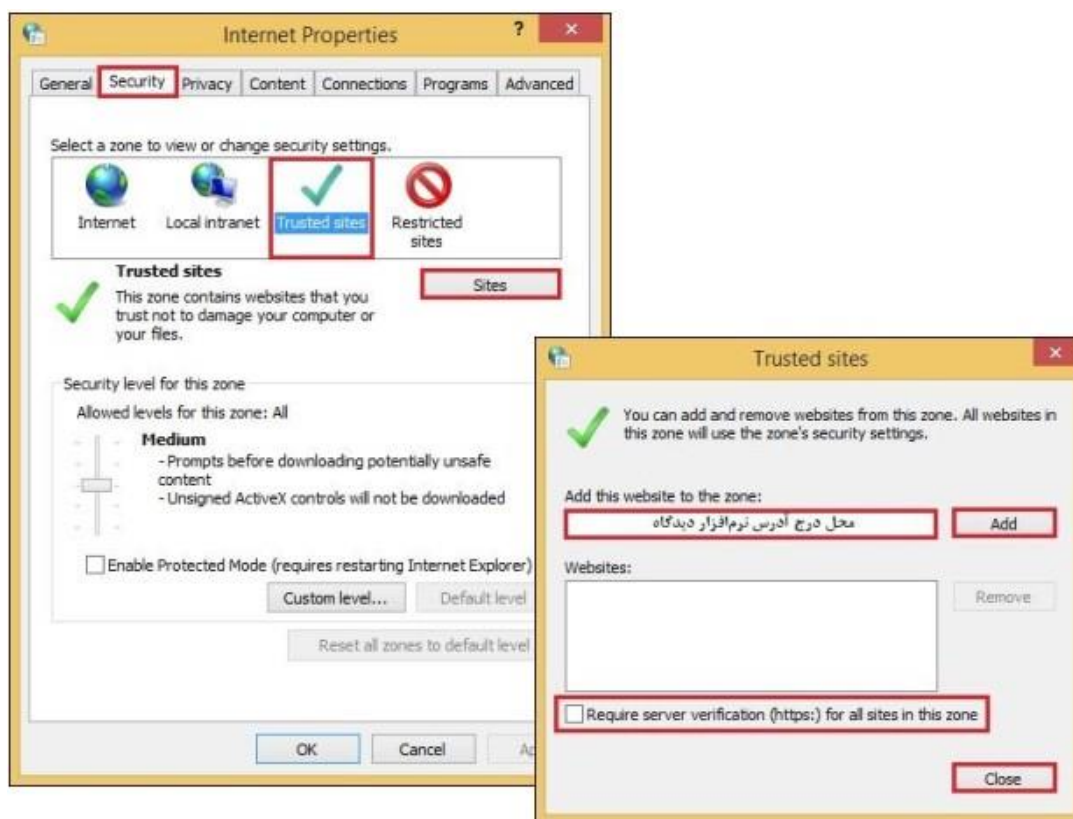 Internet Properties
?
General Security Privacy Content Connections Programs Advanced
Select a zone to view or change security settings.
Internet
Local intranet
Trusted sites
Restricted
sites
Trusted sites
This zone contains websites that you
trust not to damage your computer or
your files.
Sites
Security level for this zone
Allowed levels for this zone: All
Medium
- Prompts before downloading potentially unsafe
content
- Unsigned ActiveX controls will not be downloaded
Enable Protected Mode (requires restarting Internet Explorer)
Custom level...
Default level
Reset all zones to default level
OK
Cancel
Trusted sites
You can add and remove websites from this zone. All websites in
this zone will use the zone's security settings.
Add this website to the zone:
محل درج آدرس نرم‌افزار دیدگاه
Add
Websites:
Remove
Require server verification (https:) for all sites in this zone
Close